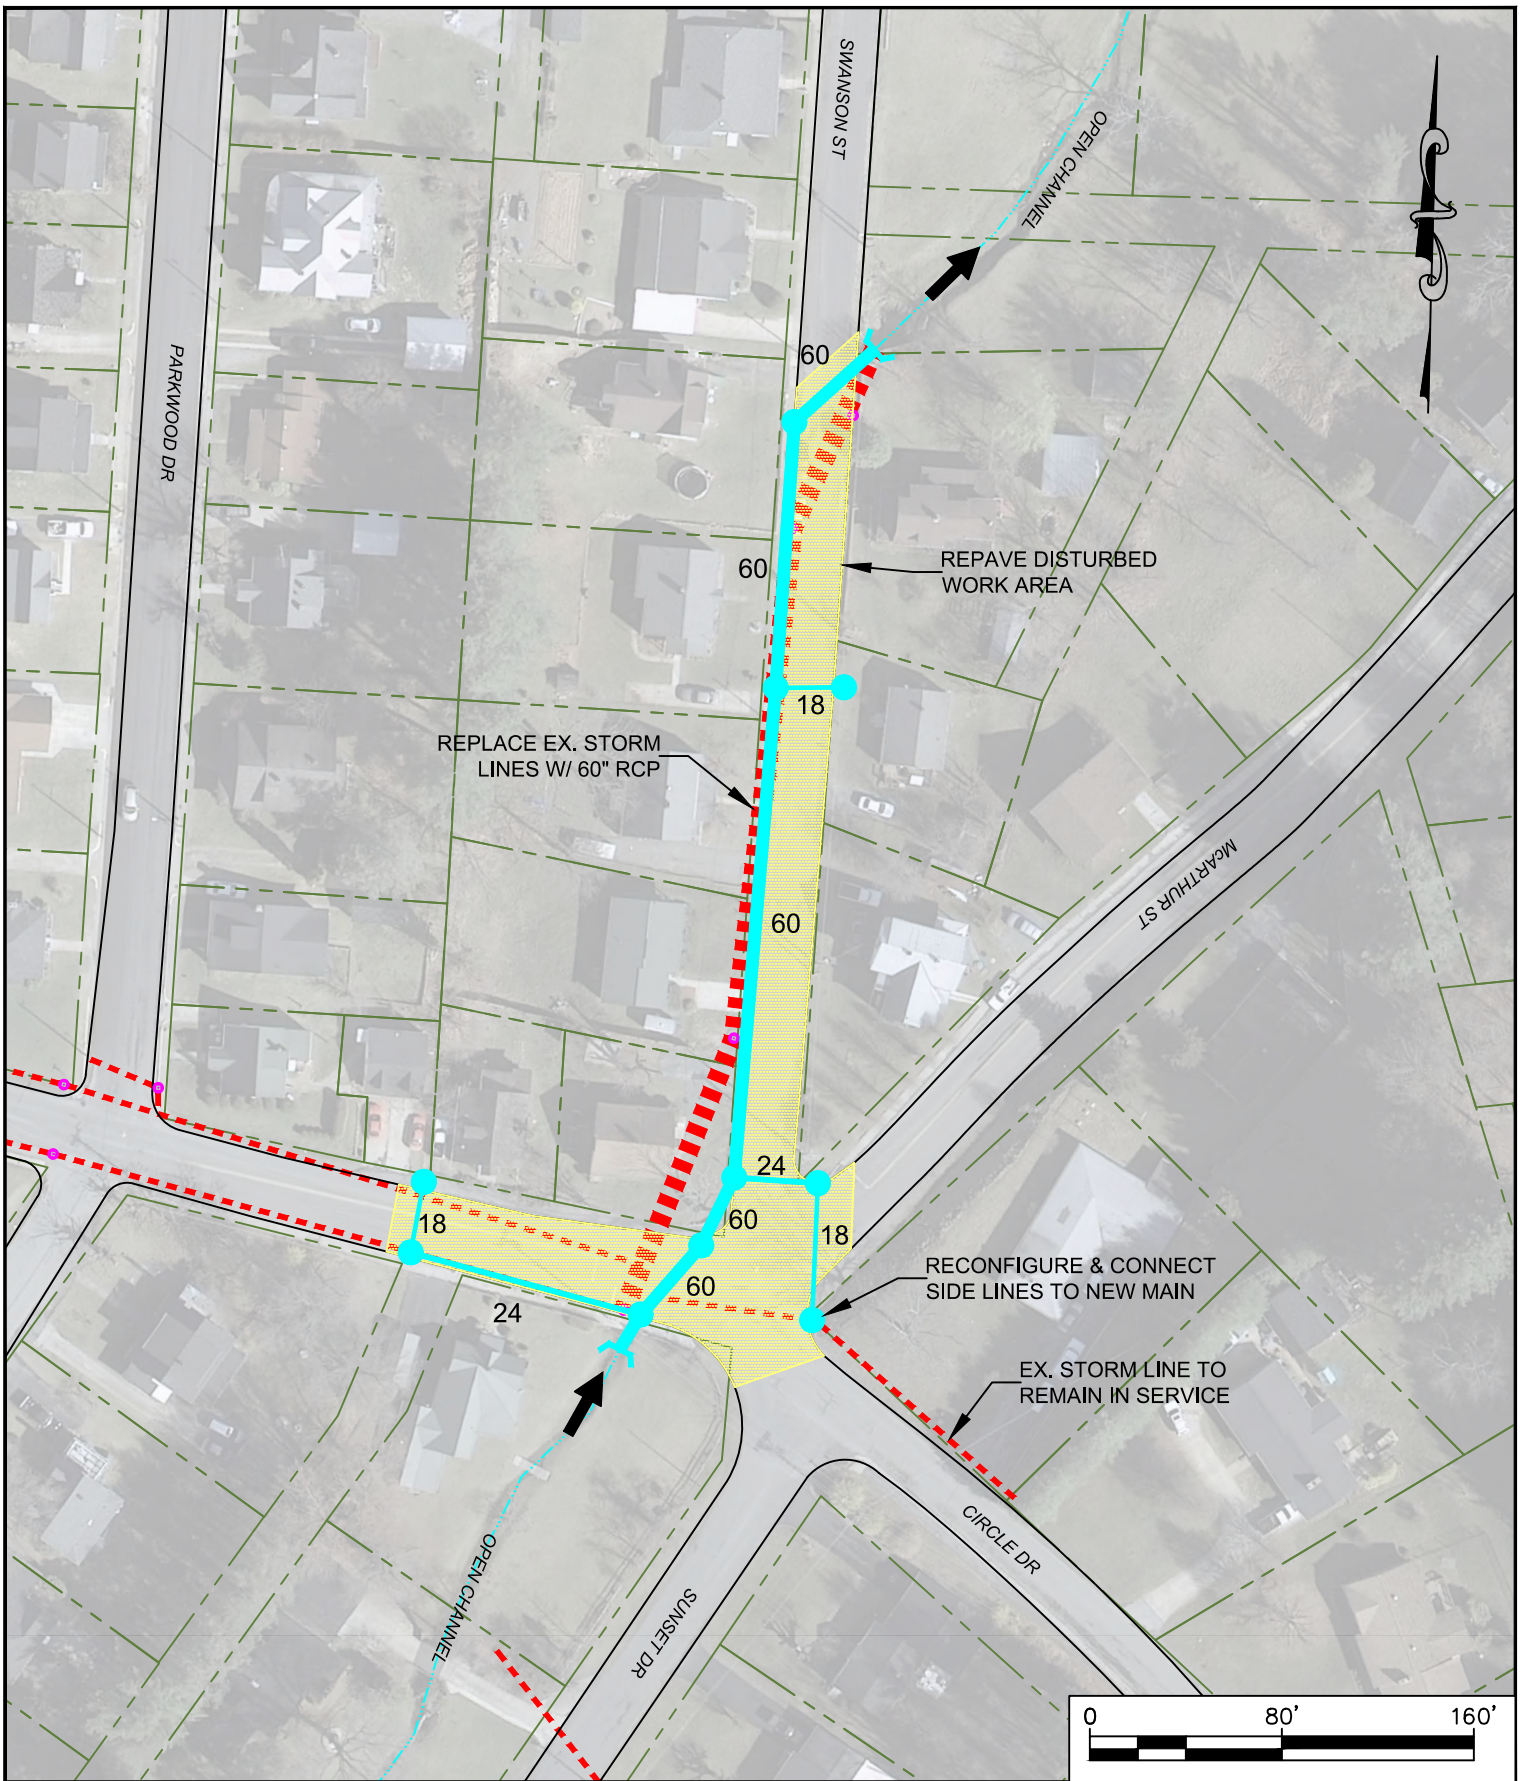 SWANSON ST
OPEN CHANNEL
PARKWOOD DR
60
60
REPAVE DISTURBED
WORK AREA
18
REPLACE EX. STORM
LINES W/ 60" RCP
McARTHUR ST
60
24
18
60
18
60
24
RECONFIGURE & CONNECT
SIDE LINES TO NEW MAIN
EX. STORM LINE TO
REMAIN IN SERVICE
CIRCLE DR
OPEN CHANNEL
SUNSET DR
0 80' 160'